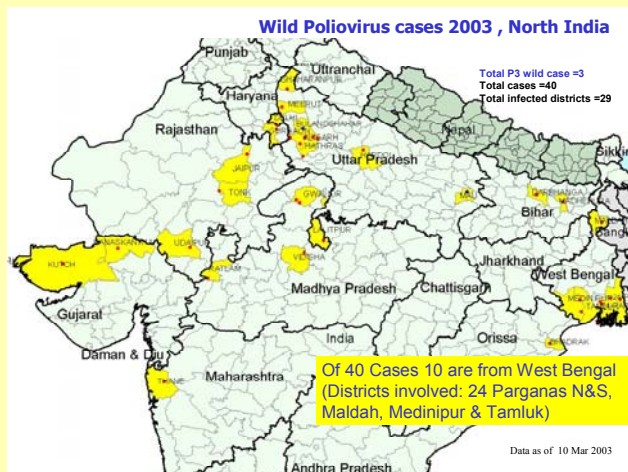 Wild Poliovirus cases 2003 , North India
Total P3 wild case =3
Total cases =40
Total infected districts =29
Punjab
Uttranchal
Haryana
MEERUT
Rajasthan
HATHRAS
Nepal
Sikki
Uttar Pradesh
JAIPUR
TONK
Bihar
UDAIPUR
KUTCH
Jharkhand
West Bengal
Madhya Pradesh
Chattisgarh
Gujarat
Daman & Diu
India
Orissa
THANE
Maharashtra
Of 40 Cases 10 are from West Bengal
(Districts involved: 24 Parganas N&S,
Maldah, Medinipur & Tamluk)
Data as of 10 Mar 2003
Andhra Pradesh